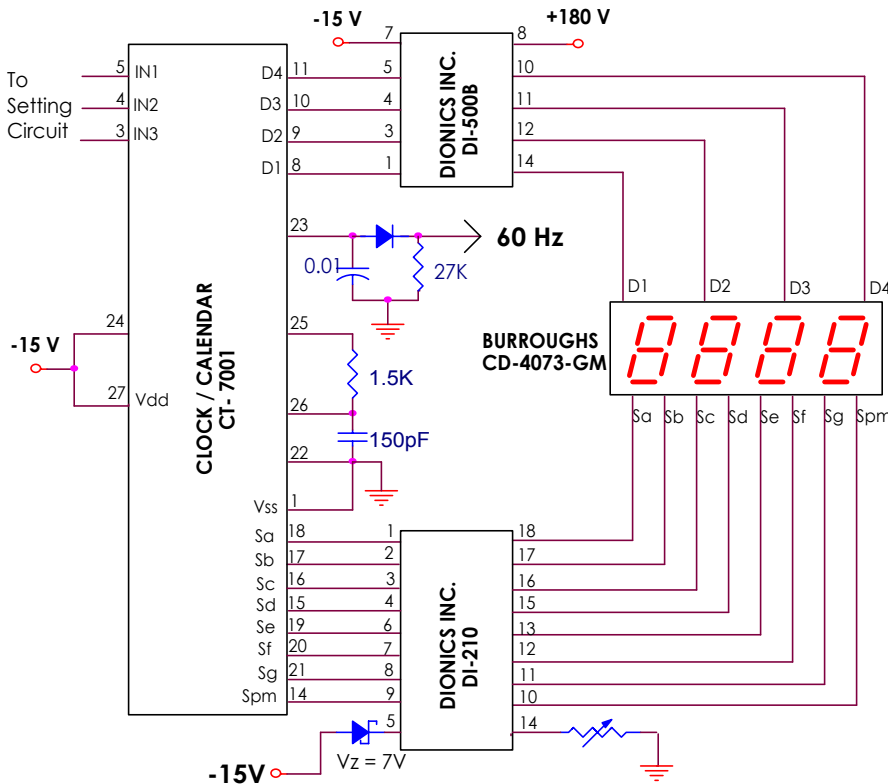 -15 V
+180 V
7
8
To
Setting
Circuit
5
IN1
4
IN2
3
IN3
D4
11
D3
10
D2
9
D1
8
5
4
3
1
DIONICS INC.
DI-500B
10
11
12
14
23
60 Hz
0.01
27K
-15 V
24
27
Vdd
CLOCK / CALENDAR
CT- 7001
25
1.5K
26
150pF
22
Vss
1
D1
D2
D3
D4
BURROUGHS
CD-4073-GM
8888
Sa
Sb
Sc
Sd
Se
Sf
Sg
Spm
Sa
18
1
Sb
17
2
Sc
16
3
Sd
15
4
Se
19
6
Sf
20
7
Sg
21
8
Spm
14
9
DIONICS INC.
DI-210
18
17
16
15
13
12
11
10
5
14
-15V
Vz = 7V